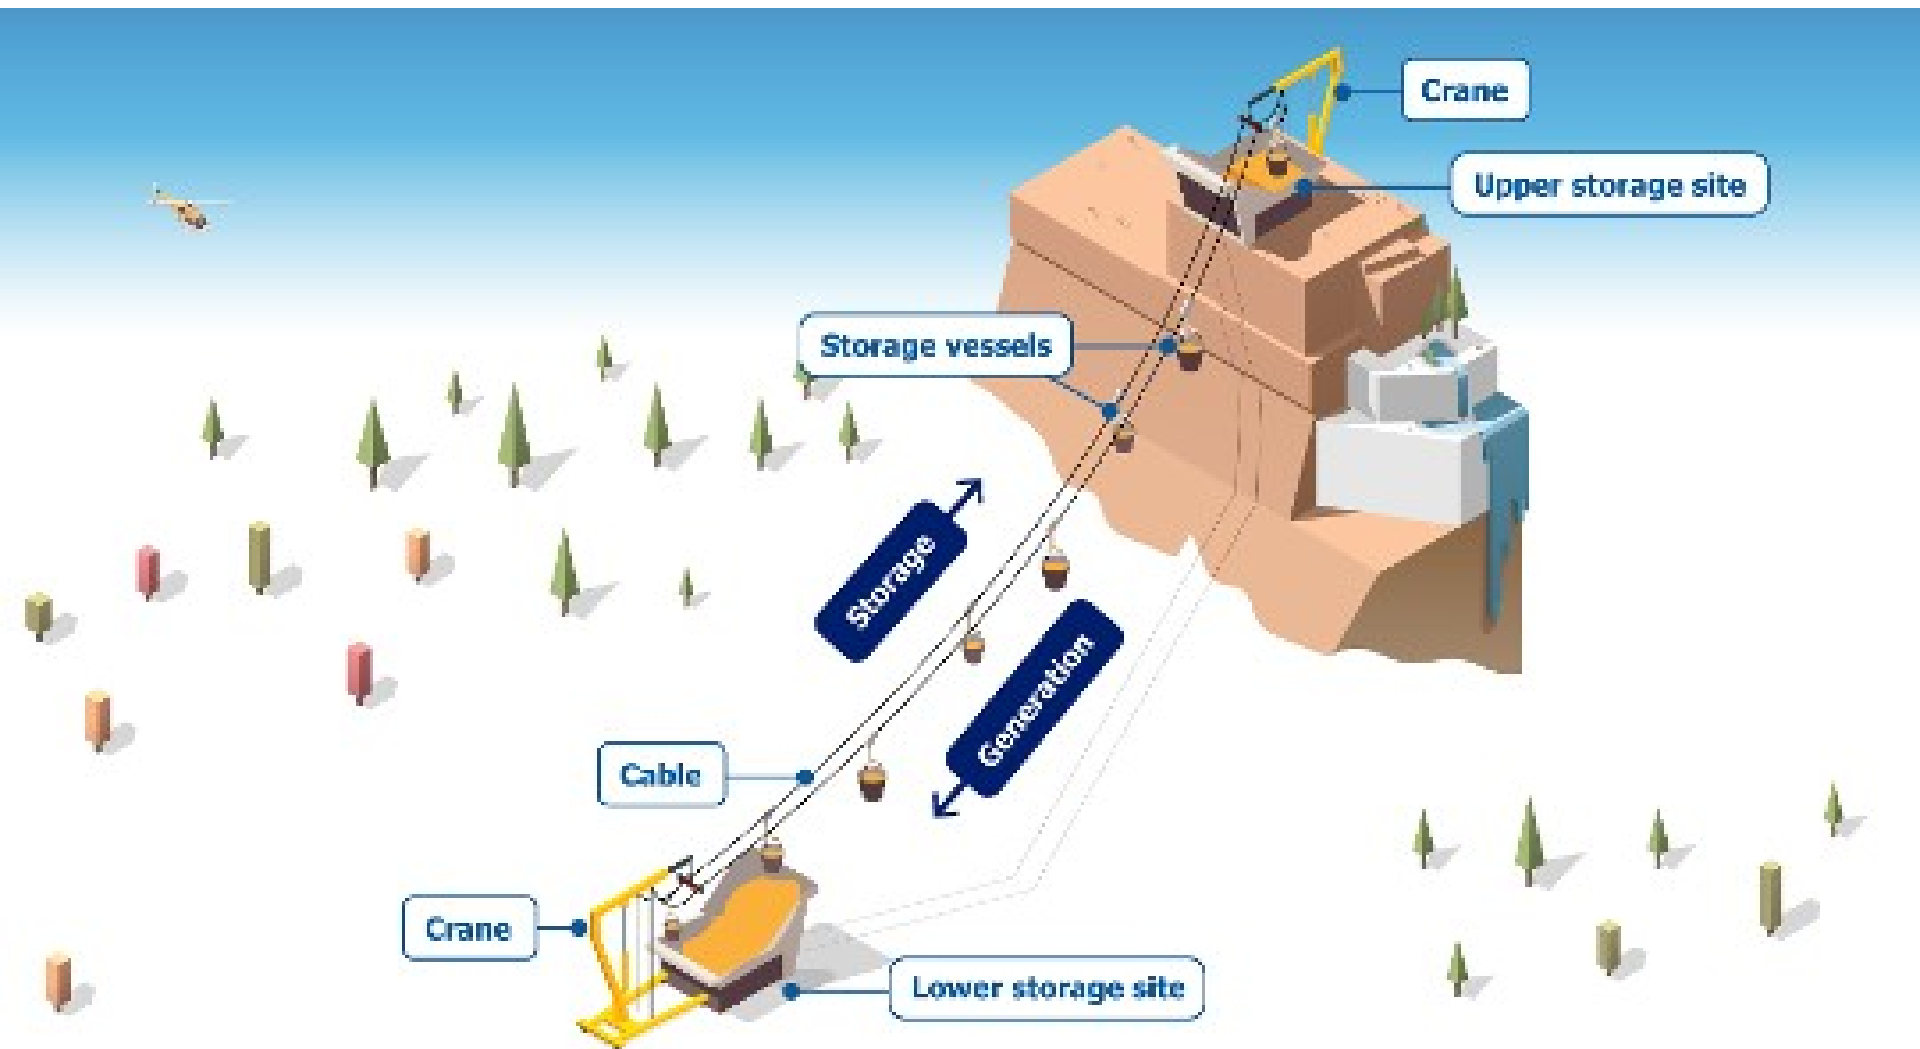 Crane
Upper storage site
Storage vessels
Storage
Generation
Cable
Crane
Lower storage site